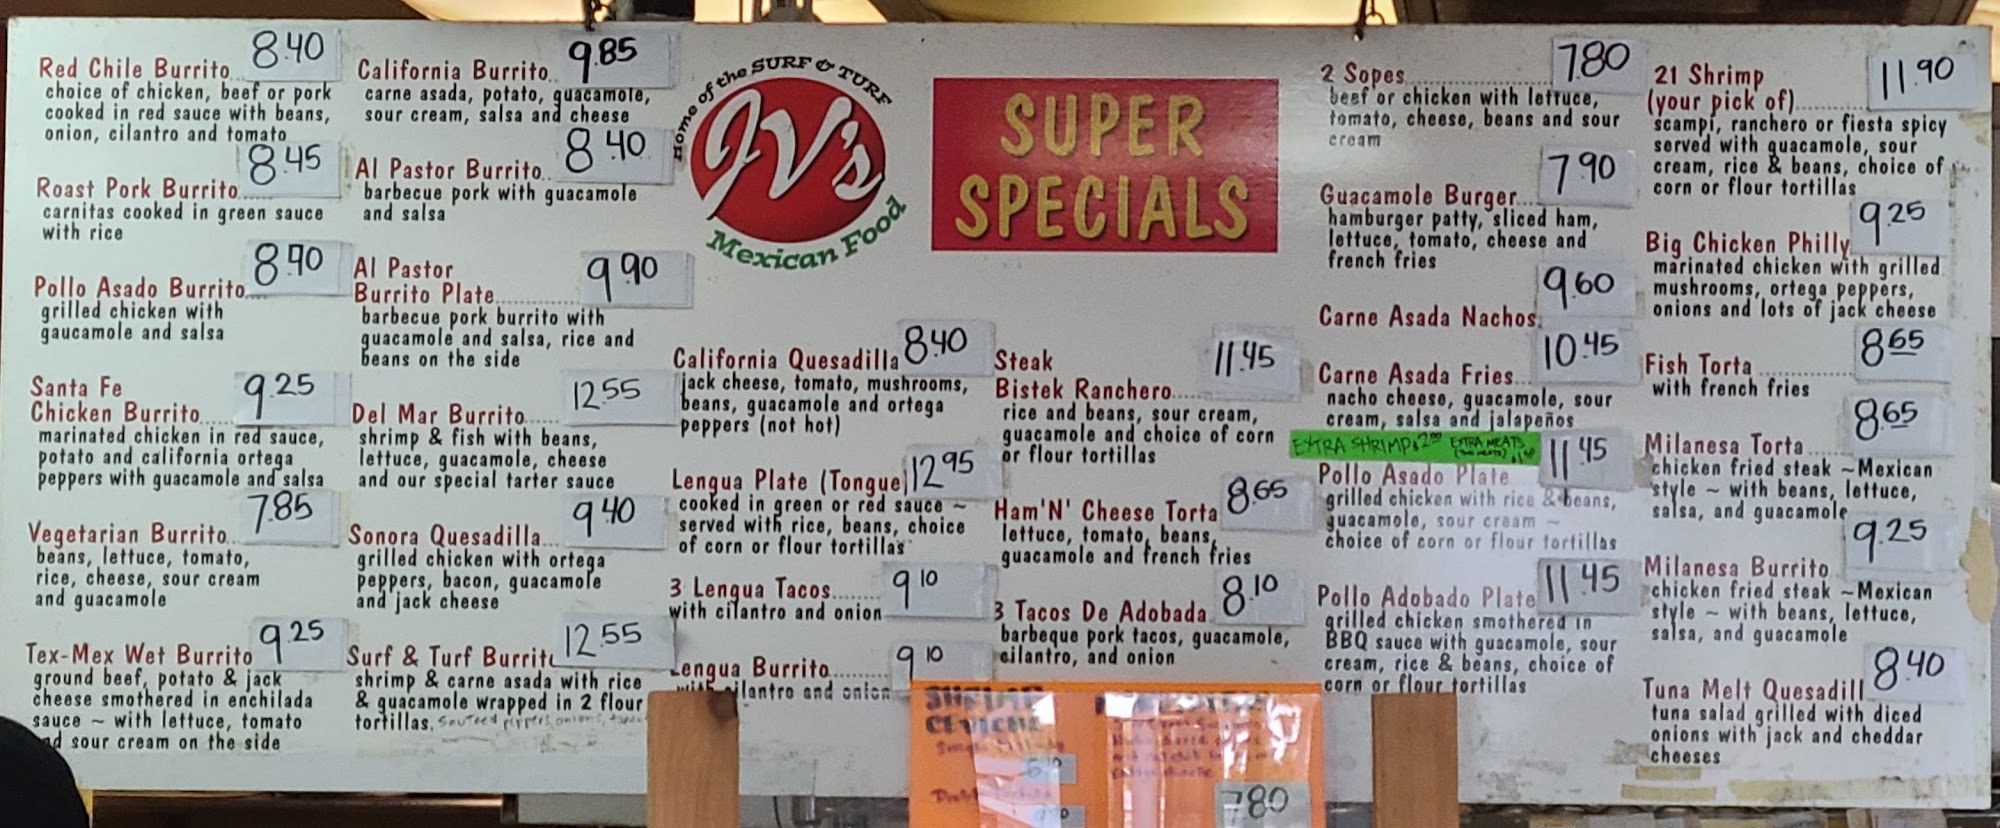 Red Chile Burrito 8.40
choice of chicken, beef or pork
cooked in red sauce with beans,
onion, cilantro and tomato
Roast Pork Burrito 8.45
carnitas cooked in green sauce
with rice
Pollo Asado Burrito
grilled chicken with
gaucamole and salsa
Santa Fe
Chicken Burrito 9.25
marinated chicken in red sauce,
potato and california ortega
peppers with guacamole and salsa
Vegetarian Burrito 7.85
beans, lettuce, tomato,
rice, cheese, sour cream
and guacamole
Tex-Mex Wet Burrito 9.25
ground beef, potato & jack
cheese smothered in enchilada
sauce ~ with lettuce, tomato
and sour cream on the side
California Burrito 9.85
carne asada, potato, guacamole,
sour cream, salsa and cheese
Al Pastor Burrito 8.40
barbecue pork with guacamole
and salsa
Al Pastor
Burrito Plate 9.90
barbecue pork burrito with
guacamole and salsa, rice and
beans on the side
Del Mar Burrito 12.55
shrimp & fish with beans,
lettuce, guacamole, cheese
and our special tarter sauce
Sonora Quesadilla 9.40
grilled chicken with ortega
peppers, bacon, guacamole
and jack cheese
Surf & Turf Burrito 12.55
shrimp & carne asada with rice
& guacamole wrapped in 2 flour
tortillas.
Home of the SURF & TURF
JV's
Mexican Food
SUPER
SPECIALS
California Quesadilla 8.40
jack cheese, tomato, mushrooms,
beans, guacamole and ortega
peppers (not hot)
Lengua Plate (Tongue) 12.95
cooked in green or red sauce ~
served with rice, beans, choice
of corn or flour tortillas
3 Lengua Tacos 9.10
with cilantro and onion
Lengua Burrito 9.10
with cilantro and onion
Steak
Bistek Ranchero 11.45
rice and beans, sour cream,
guacamole and choice of corn
or flour tortillas
Ham'N' Cheese Torta 8.65
lettuce, tomato, beans,
guacamole and french fries
3 Tacos De Adobada 8.10
barbeque pork tacos, guacamole,
cilantro, and onion
SHRIMP
CEVICHE
7.80
2 Sopes 7.80
beef or chicken with lettuce,
tomato, cheese, beans and sour
cream
Guacamole Burger 7.90
hamburger patty, sliced ham,
lettuce, tomato, cheese and
french fries
Carne Asada Nachos 9.60
Carne Asada Fries 10.45
nacho cheese, guacamole, sour
cream, salsa and jalapeños
EXTRA SHRIMP $2.00 EXTRA MEATS
Pollo Asado Plate 11.45
grilled chicken with rice & beans,
guacamole, sour cream ~
choice of corn or flour tortillas
Pollo Adobado Plate 11.45
grilled chicken smothered in
BBQ sauce with guacamole, sour
cream, rice & beans, choice of
corn or flour tortillas
21 Shrimp
(your pick of) 11.90
scampi, ranchero or fiesta spicy
served with guacamole, sour
cream, rice & beans, choice of
corn or flour tortillas
Big Chicken Philly 9.25
marinated chicken with grilled
mushrooms, ortega peppers,
onions and lots of jack cheese
Fish Torta 8.65
with french fries
Milanesa Torta 8.65
chicken fried steak ~Mexican
style ~ with beans, lettuce,
salsa, and guacamole
Milanesa Burrito 9.25
chicken fried steak ~Mexican
style ~ with beans, lettuce,
salsa, and guacamole
Tuna Melt Quesadill 8.40
tuna salad grilled with diced
onions with jack and cheddar
cheeses